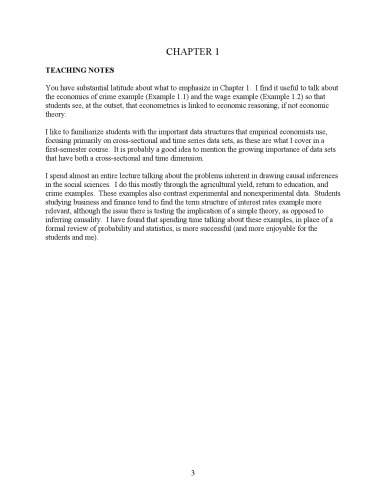 CHAPTER 1
TEACHING NOTES
You have substantial latitude about what to emphasize in Chapter 1. I find it useful to talk about
the economics of crime example (Example 1.1) and the wage example (Example 1.2) so that
students see, at the outset, that econometrics is linked to economic reasoning, if not economic
theory.
I like to familiarize students with the important data structures that empirical economists use,
focusing primarily on cross-sectional and time series data sets, as these are what I cover in a
first-semester course. It is probably a good idea to mention the growing importance of data sets
that have both a cross-sectional and time dimension.
I spend almost an entire lecture talking about the problems inherent in drawing causal inferences
in the social sciences. I do this mostly through the agricultural yield, return to education, and
crime examples. These examples also contrast experimental and nonexperimental data. Students
studying business and finance tend to find the term structure of interest rates example more
relevant, although the issue there is testing the implication of a simple theory, as opposed to
inferring causality. I have found that spending time talking about these examples, in place of a
formal review of probability and statistics, is more successful (and more enjoyable for the
students and me).
3